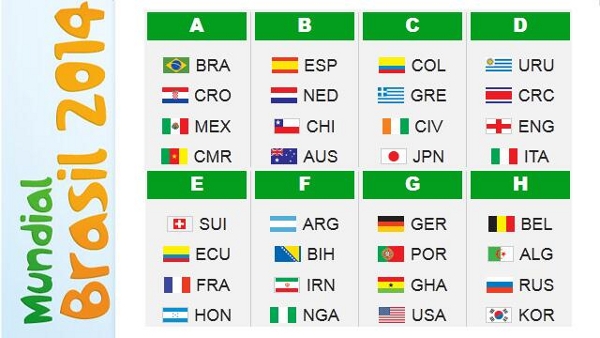 Mundial
Brasil 2014
A B C D
BRA ESP COL URU
CRO NED GRE CRC
MEX CHI CIV ENG
CMR AUS JPN ITA
E F G H
SUI ARG GER BEL
ECU BIH POR ALG
FRA IRN GHA RUS
HON NGA USA KOR